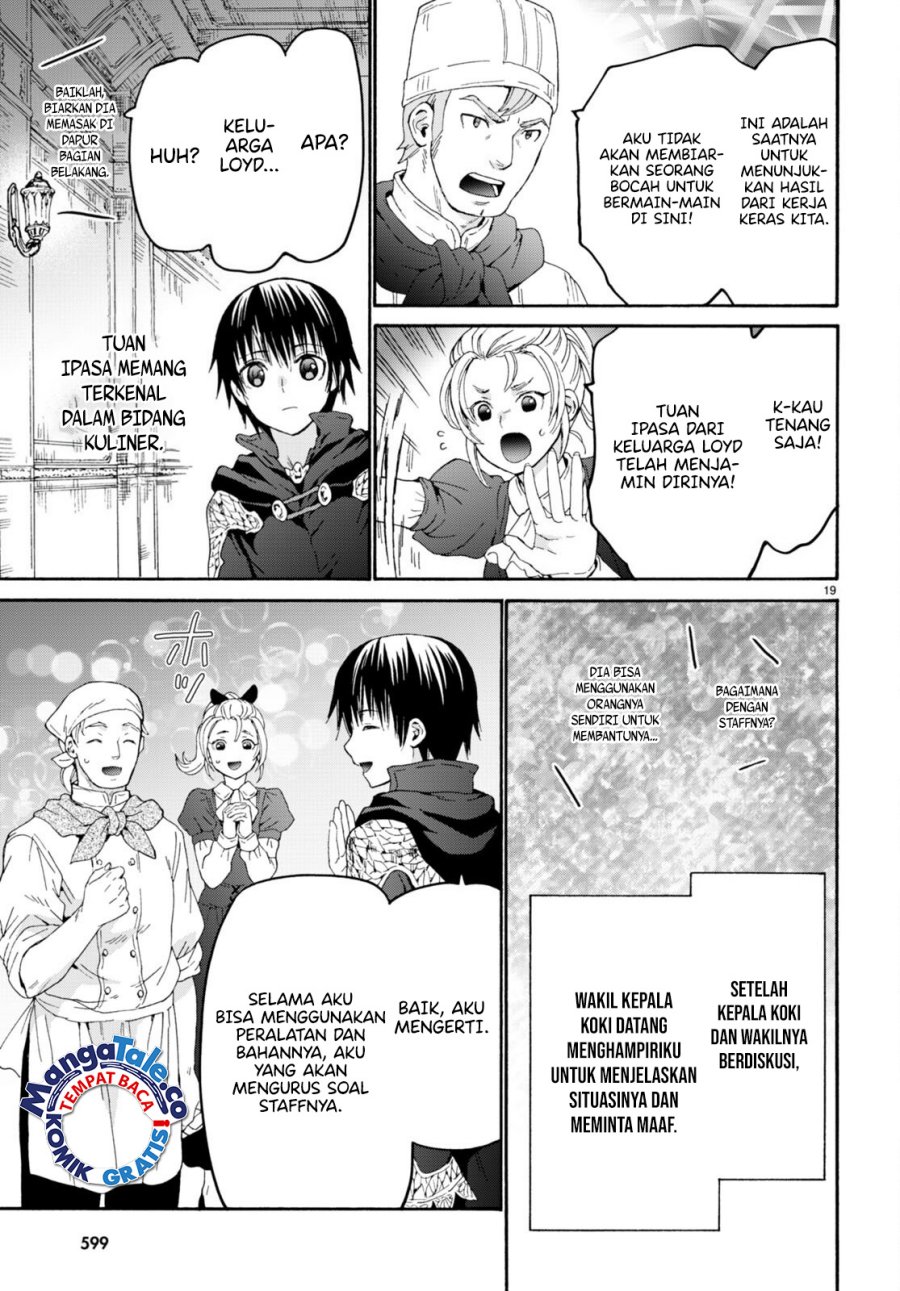 INI ADALAH
SAATNYA
UNTUK
MENUNJUK-
KAN HASIL
DARI KERJA
KERAS KITA.
AKU TIDAK
AKAN MEMBIAR-
KAN SEORANG
BOCAH UNTUK
BERMAIN-MAIN
DI SINI!
K-KAU
TENANG
SAJA!
TUAN
IPASA DARI
KELUARGA LOYD
TELAH MENJA-
MIN DIRINYA!
APA?
KELU-
ARGA
LOYD...
HUH?
BAIKLAH,
BIARKAN DIA
MEMASAK DI
DAPUR
BAGIAN
BELAKANG.
TUAN
IPASA MEMANG
TERKENAL
DALAM BIDANG
KULINER.
19
BAGAIMANA
DENGAN
STAFFNYA?
DIA BISA
MENGGUNAKAN
ORANGNYA
SENDIRI UNTUK
MEMBANTUNYA...
SETELAH
KEPALA KOKI
DAN WAKILNYA
BERDISKUSI,
WAKIL KEPALA
KOKI DATANG
MENGHAMPIRIKU
UNTUK MENJELASKAN
SITUASINYA DAN
MEMINTA MAAF.
ホッ
BAIK, AKU
MENGERTI.
SELAMA AKU
BISA MENGGUNAKAN
PERALATAN DAN
BAHANNYA, AKU
YANG AKAN
MENGURUS SOAL
STAFFNYA.
MangaTale.co
TEMPAT BACA
KOMIK GRATIS
599